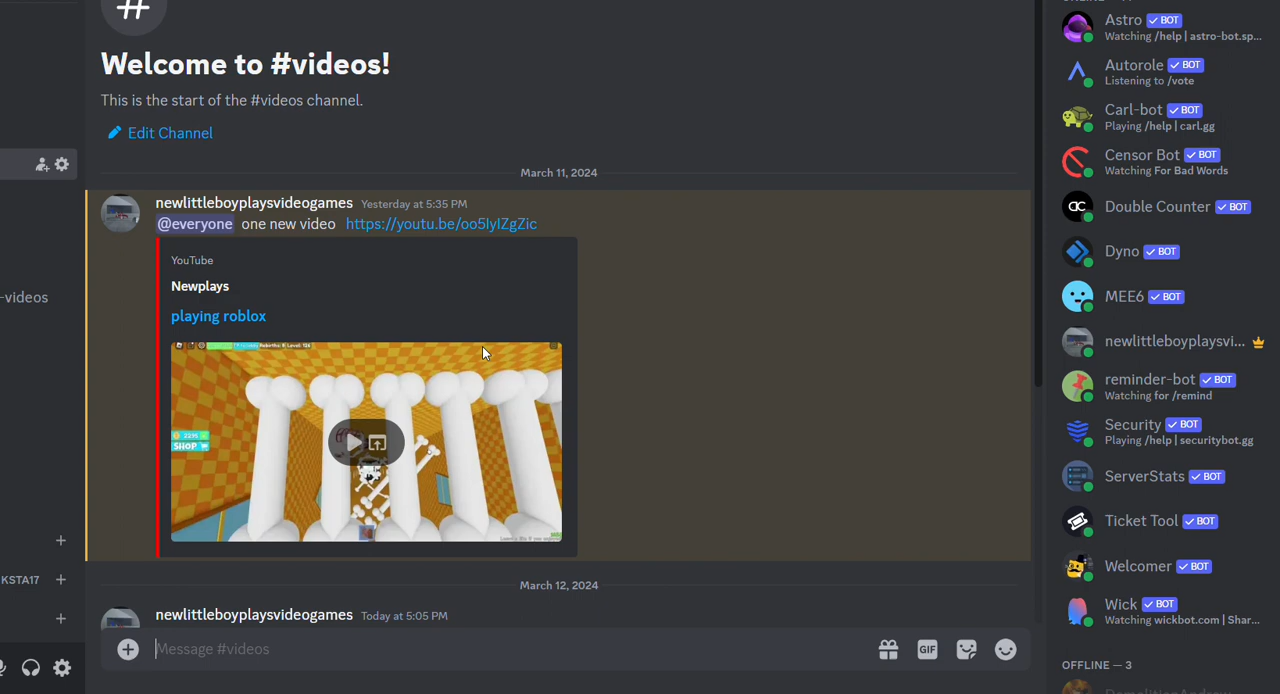 #
Welcome to #videos!
This is the start of the #videos channel.
Edit Channel
March 11, 2024
newlittleboyplaysvideogames Yesterday at 5:35 PM
@everyone one new video https://youtu.be/oo5IylZgZic
YouTube
Newplays
playing roblox
2295
SHOP
March 12, 2024
newlittleboyplaysvideogames Today at 5:05 PM
Message #videos
GIF
-videos
KSTA17
Astro BOT
Watching /help | astro-bot.sp...
Autorole BOT
Listening to /vote
Carl-bot BOT
Playing /help | carl.gg
Censor Bot BOT
Watching For Bad Words
Double Counter BOT
Dyno BOT
MEE6 BOT
newlittleboyplaysvi...
reminder-bot BOT
Watching for /remind
Security BOT
Playing /help | securitybot.gg
ServerStats BOT
Ticket Tool BOT
Welcomer BOT
Wick BOT
Watching wickbot.com | Shar...
OFFLINE — 3